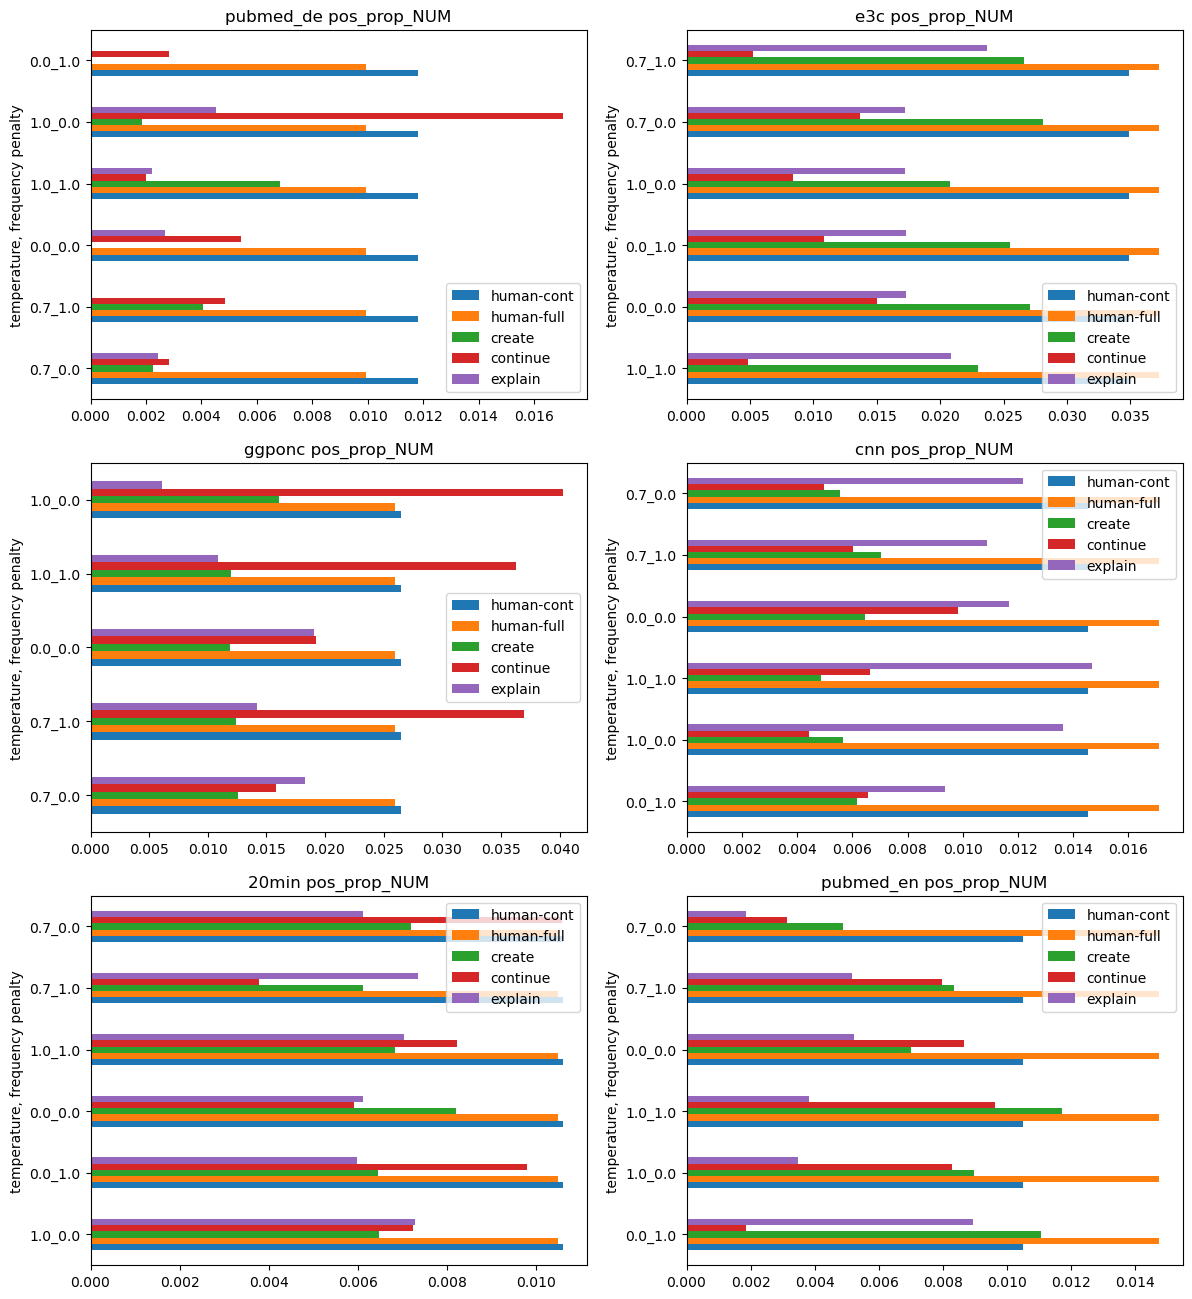 pubmed_de pos_prop_NUM
temperature, frequency penalty
0.0_1.0
1.0_0.0
1.0_1.0
0.0_0.0
0.7_1.0
0.7_0.0
0.000 0.002 0.004 0.006 0.008 0.010 0.012 0.014 0.016
human-cont
human-full
create
continue
explain
e3c pos_prop_NUM
temperature, frequency penalty
0.7_1.0
0.7_0.0
1.0_0.0
0.0_1.0
0.0_0.0
1.0_1.0
0.000 0.005 0.010 0.015 0.020 0.025 0.030 0.035
human-cont
human-full
create
continue
explain
ggponc pos_prop_NUM
temperature, frequency penalty
1.0_0.0
1.0_1.0
0.0_0.0
0.7_1.0
0.7_0.0
0.000 0.005 0.010 0.015 0.020 0.025 0.030 0.035 0.040
human-cont
human-full
create
continue
explain
cnn pos_prop_NUM
temperature, frequency penalty
0.7_0.0
0.7_1.0
0.0_0.0
1.0_1.0
1.0_0.0
0.0_1.0
0.000 0.002 0.004 0.006 0.008 0.010 0.012 0.014 0.016
human-cont
human-full
create
continue
explain
20min pos_prop_NUM
temperature, frequency penalty
0.7_0.0
0.7_1.0
1.0_1.0
0.0_0.0
0.0_1.0
1.0_0.0
0.000 0.002 0.004 0.006 0.008 0.010
human-cont
human-full
create
continue
explain
pubmed_en pos_prop_NUM
temperature, frequency penalty
0.7_0.0
0.7_1.0
0.0_0.0
1.0_1.0
1.0_0.0
0.0_1.0
0.000 0.002 0.004 0.006 0.008 0.010 0.012 0.014
human-cont
human-full
create
continue
explain